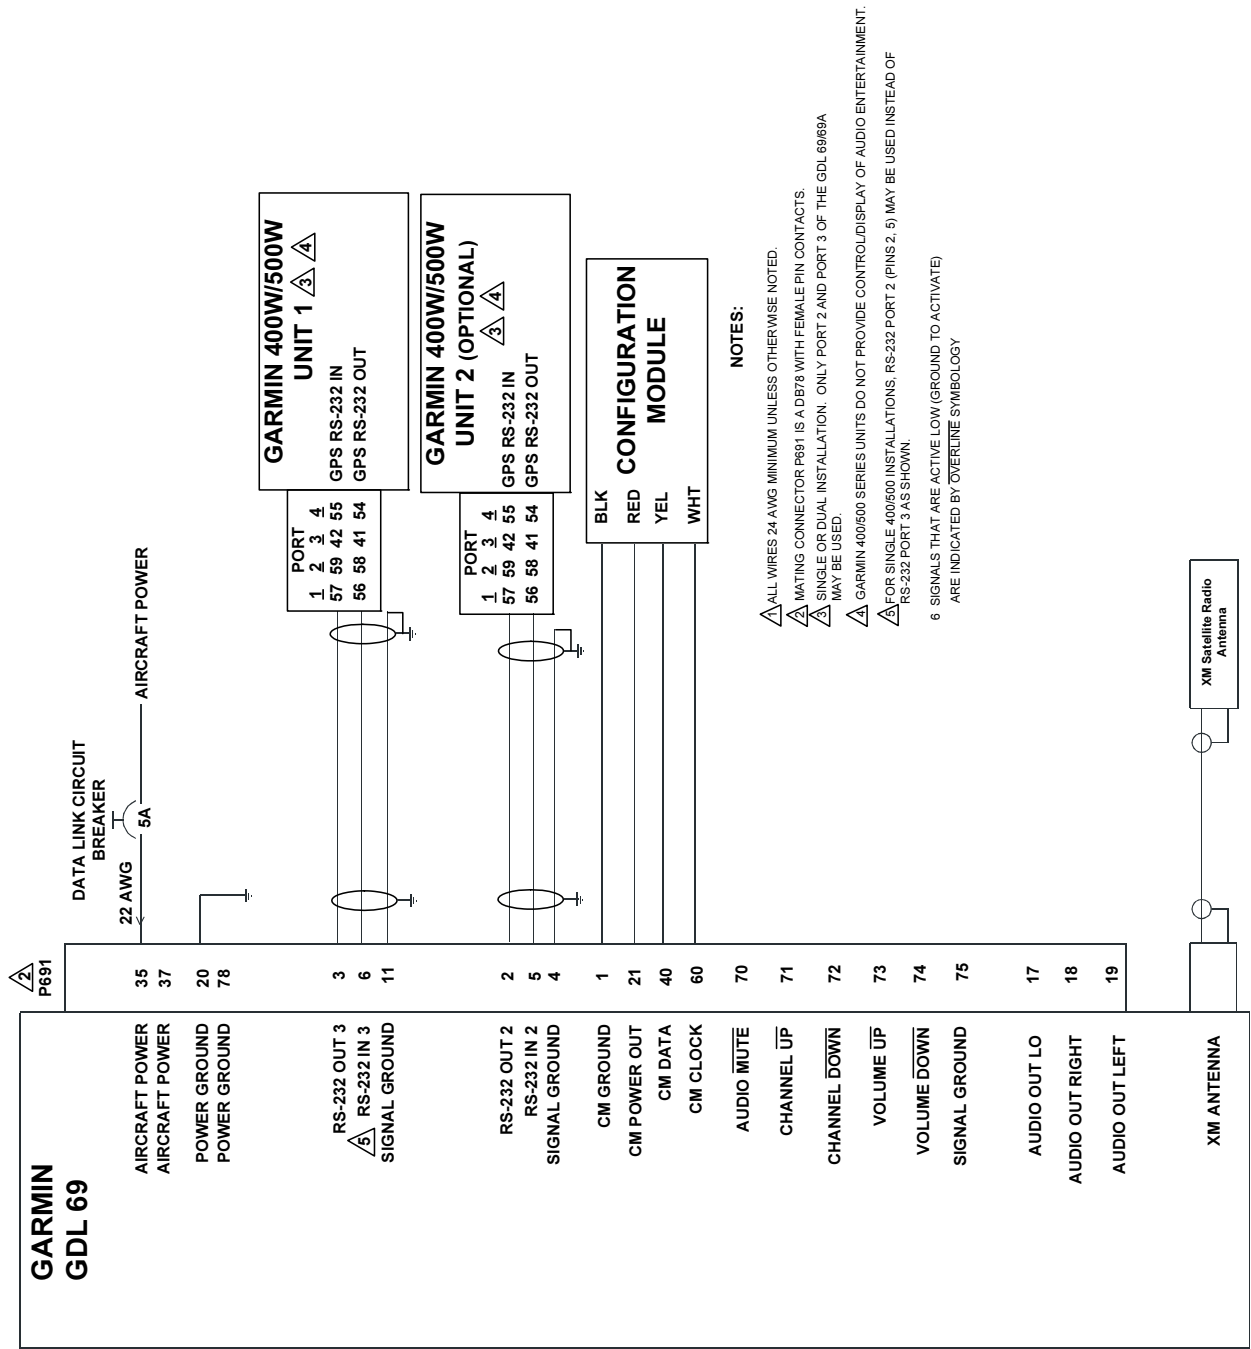 GARMIN
GDL 69
P691
2
AIRCRAFT POWER 35
AIRCRAFT POWER 37
POWER GROUND 20
POWER GROUND 78
RS-232 OUT 3 3
5 RS-232 IN 3 6
SIGNAL GROUND 11
RS-232 OUT 2 2
RS-232 IN 2 5
SIGNAL GROUND 4
CM GROUND 1
CM POWER OUT 21
CM DATA 40
CM CLOCK 60
AUDIO MUTE 70
CHANNEL UP 71
CHANNEL DOWN 72
VOLUME UP 73
VOLUME DOWN 74
SIGNAL GROUND 75
AUDIO OUT LO 17
AUDIO OUT RIGHT 18
AUDIO OUT LEFT 19
XM ANTENNA
22 AWG
DATA LINK CIRCUIT
BREAKER
5A
AIRCRAFT POWER
PORT
1 2 3 4
57 59 42 55
56 58 41 54
GARMIN 400W/500W
UNIT 1 3 4
GPS RS-232 IN
GPS RS-232 OUT
PORT
1 2 3 4
57 59 42 55
56 58 41 54
GARMIN 400W/500W
UNIT 2 (OPTIONAL)
3 4
GPS RS-232 IN
GPS RS-232 OUT
BLK
RED
YEL
WHT
CONFIGURATION
MODULE
NOTES:
1 ALL WIRES 24 AWG MINIMUM UNLESS OTHERWISE NOTED.
2 MATING CONNECTOR P691 IS A DB78 WITH FEMALE PIN CONTACTS.
3 SINGLE OR DUAL INSTALLATION. ONLY PORT 2 AND PORT 3 OF THE GDL 69/69A
MAY BE USED.
4 GARMIN 400/500 SERIES UNITS DO NOT PROVIDE CONTROL/DISPLAY OF AUDIO ENTERTAINMENT.
5 FOR SINGLE 400/500 INSTALLATIONS, RS-232 PORT 2 (PINS 2, 5) MAY BE USED INSTEAD OF
RS-232 PORT 3 AS SHOWN.
6 SIGNALS THAT ARE ACTIVE LOW (GROUND TO ACTIVATE)
ARE INDICATED BY OVERLINE SYMBOLOGY
XM Satellite Radio
Antenna